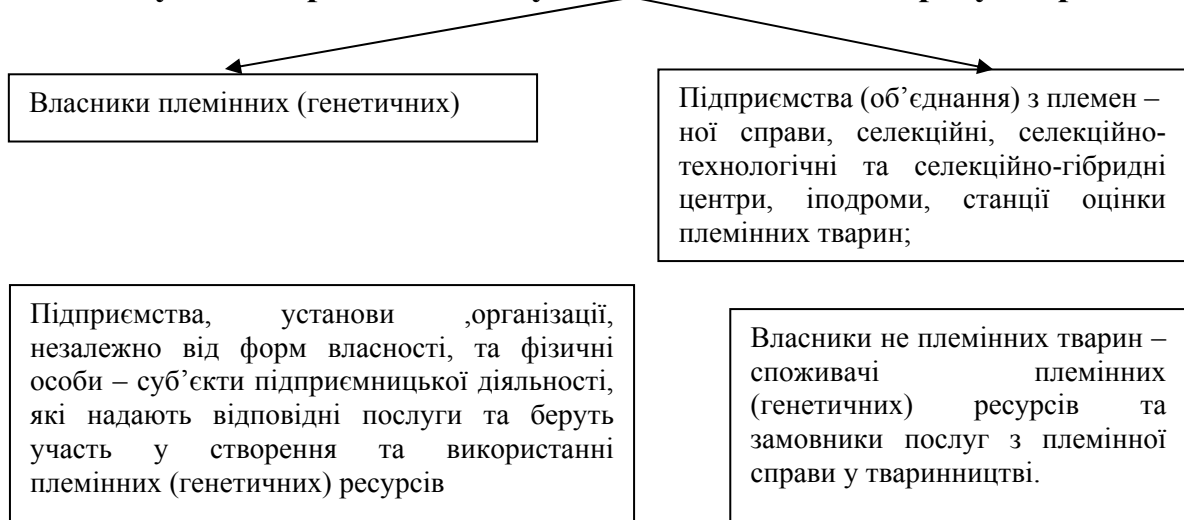 Власники племінних (генетичних)
Підприємства (об’єднання) з племен –
ної справи, селекційні, селекційно-
технологічні та селекційно-гібридні
центри, іподроми, станції оцінки
племінних тварин;
Підприємства, установи ,організації,
незалежно від форм власності, та фізичні
особи – суб’єкти підприємницької діяльності,
які надають відповідні послуги та беруть
участь у створення та використанні
племінних (генетичних) ресурсів
Власники не племінних тварин –
споживачі племінних
(генетичних) ресурсів та
замовники послуг з племінної
справи у тваринництві.